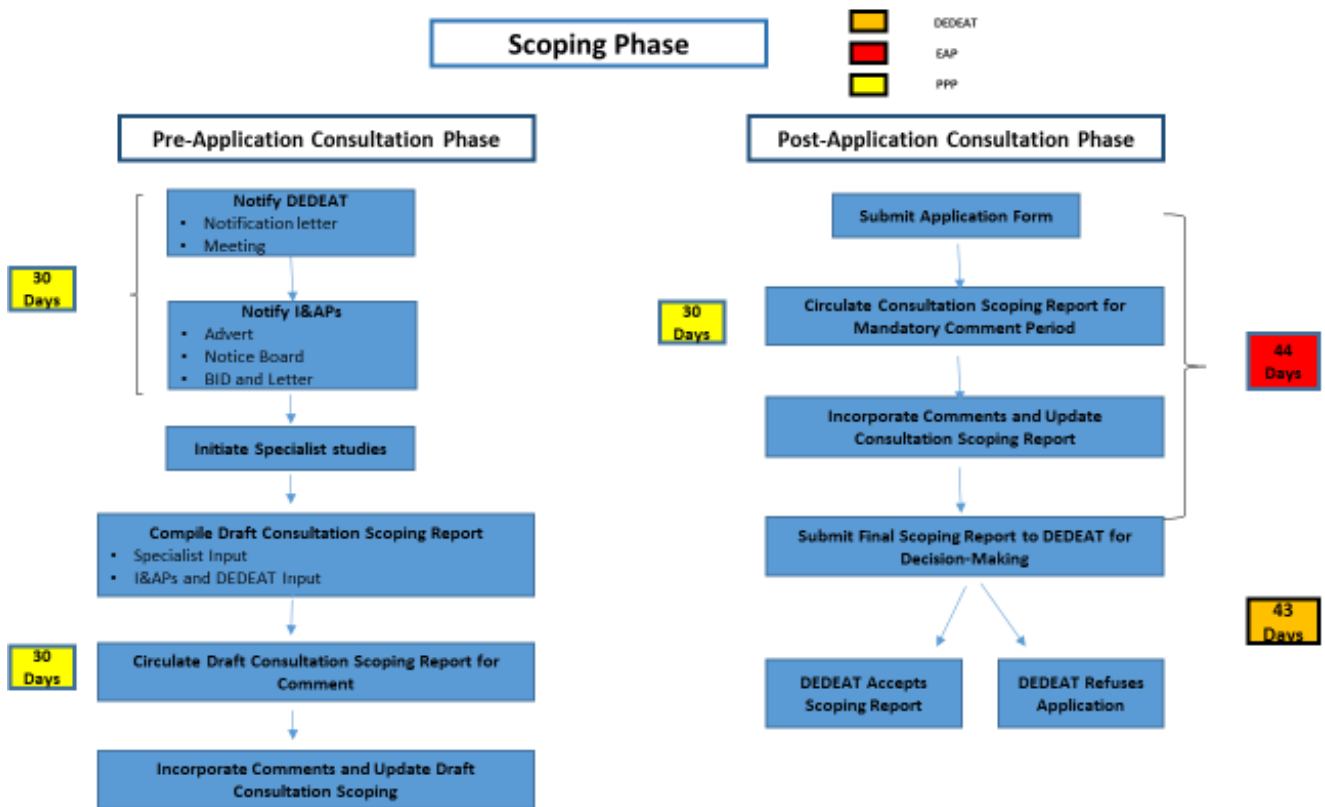 Scoping Phase
DEDEAT
EAP
PPP
Pre-Application Consultation Phase
Notify DEDEAT
▪ Notification letter
▪ Meeting
30
Days
Notify I&APs
▪ Advert
▪ Notice Board
▪ BID and Letter
Initiate Specialist studies
Compile Draft Consultation Scoping Report
▪ Specialist Input
▪ I&APs and DEDEAT Input
30
Days
Circulate Draft Consultation Scoping Report for
Comment
Incorporate Comments and Update Draft
Consultation Scoping
Post-Application Consultation Phase
Submit Application Form
30
Days
Circulate Consultation Scoping Report for
Mandatory Comment Period
44
Days
Incorporate Comments and Update
Consultation Scoping Report
Submit Final Scoping Report to DEDEAT for
Decision-Making
43
Days
DEDEAT Accepts
Scoping Report
DEDEAT Refuses
Application